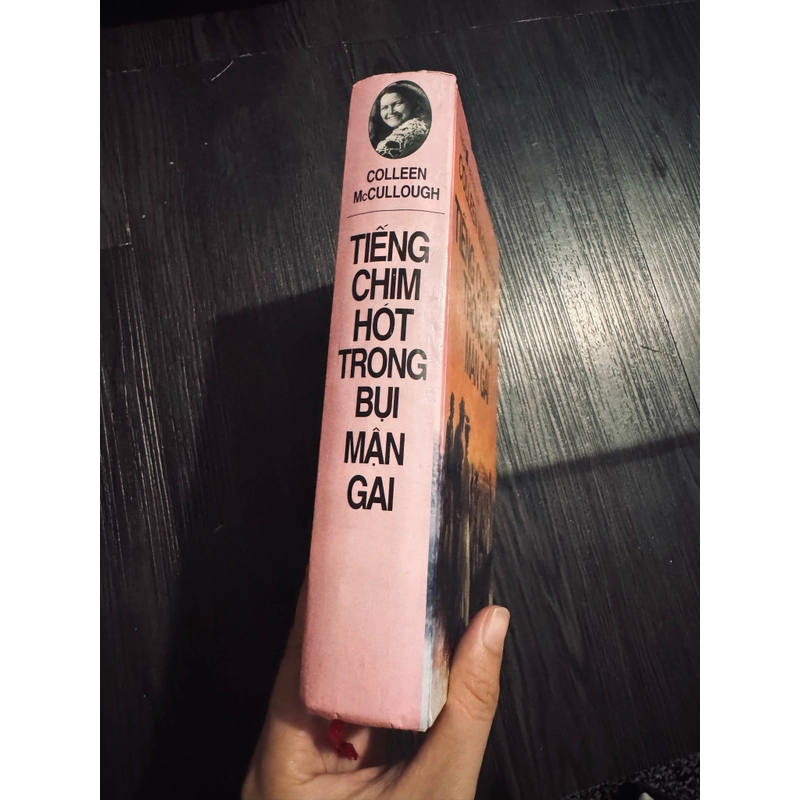 COLLEEN
McCULLOUGH
TIẾNG
CHIM
HÓT
TRONG
BỤI
MẬN
GAI